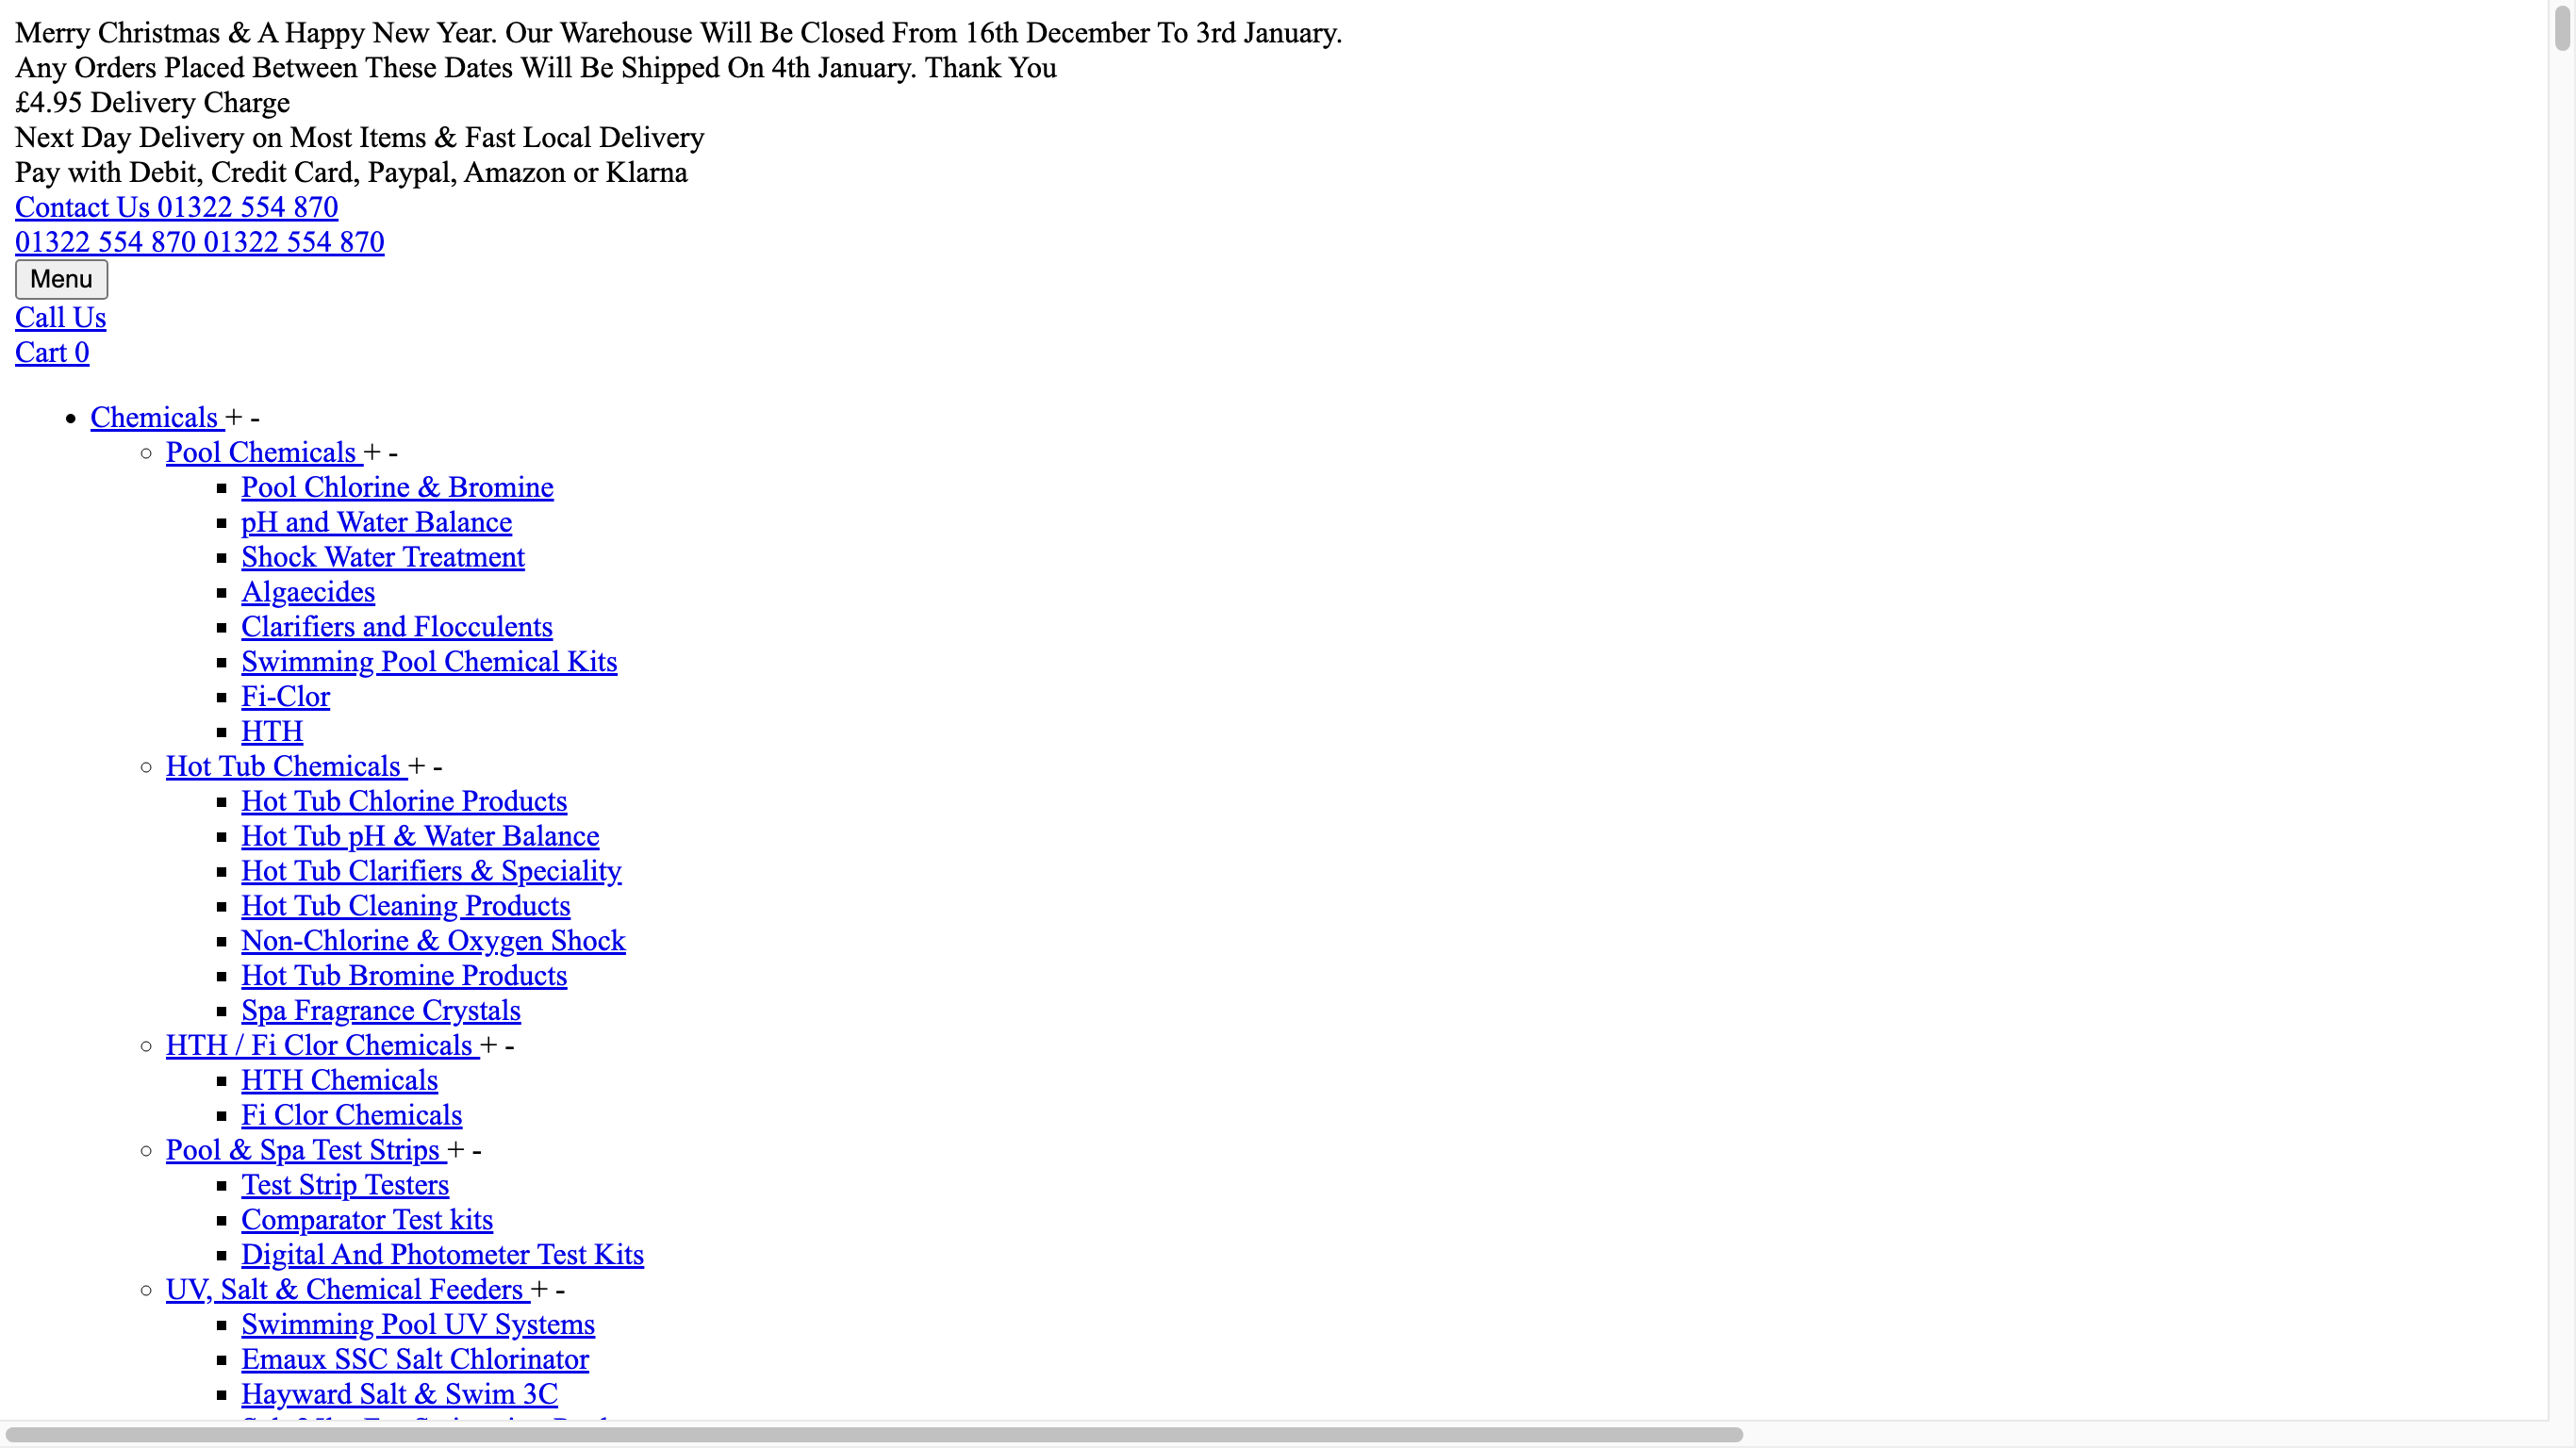 Merry Christmas & A Happy New Year. Our Warehouse Will Be Closed From 16th December To 3rd January.
Any Orders Placed Between These Dates Will Be Shipped On 4th January. Thank You
£4.95 Delivery Charge
Next Day Delivery on Most Items & Fast Local Delivery
Pay with Debit, Credit Card, Paypal, Amazon or Klarna
Contact Us 01322 554 870
01322 554 870 01322 554 870
Menu
Call Us
Cart 0
Chemicals + -
Pool Chemicals + -
Pool Chlorine & Bromine
pH and Water Balance
Shock Water Treatment
Algaecides
Clarifiers and Flocculents
Swimming Pool Chemical Kits
Fi-Clor
HTH
Hot Tub Chemicals + -
Hot Tub Chlorine Products
Hot Tub pH & Water Balance
Hot Tub Clarifiers & Speciality
Hot Tub Cleaning Products
Non-Chlorine & Oxygen Shock
Hot Tub Bromine Products
Spa Fragrance Crystals
HTH / Fi Clor Chemicals + -
HTH Chemicals
Fi Clor Chemicals
Pool & Spa Test Strips + -
Test Strip Testers
Comparator Test kits
Digital And Photometer Test Kits
UV, Salt & Chemical Feeders + -
Swimming Pool UV Systems
Emaux SSC Salt Chlorinator
Hayward Salt & Swim 3C